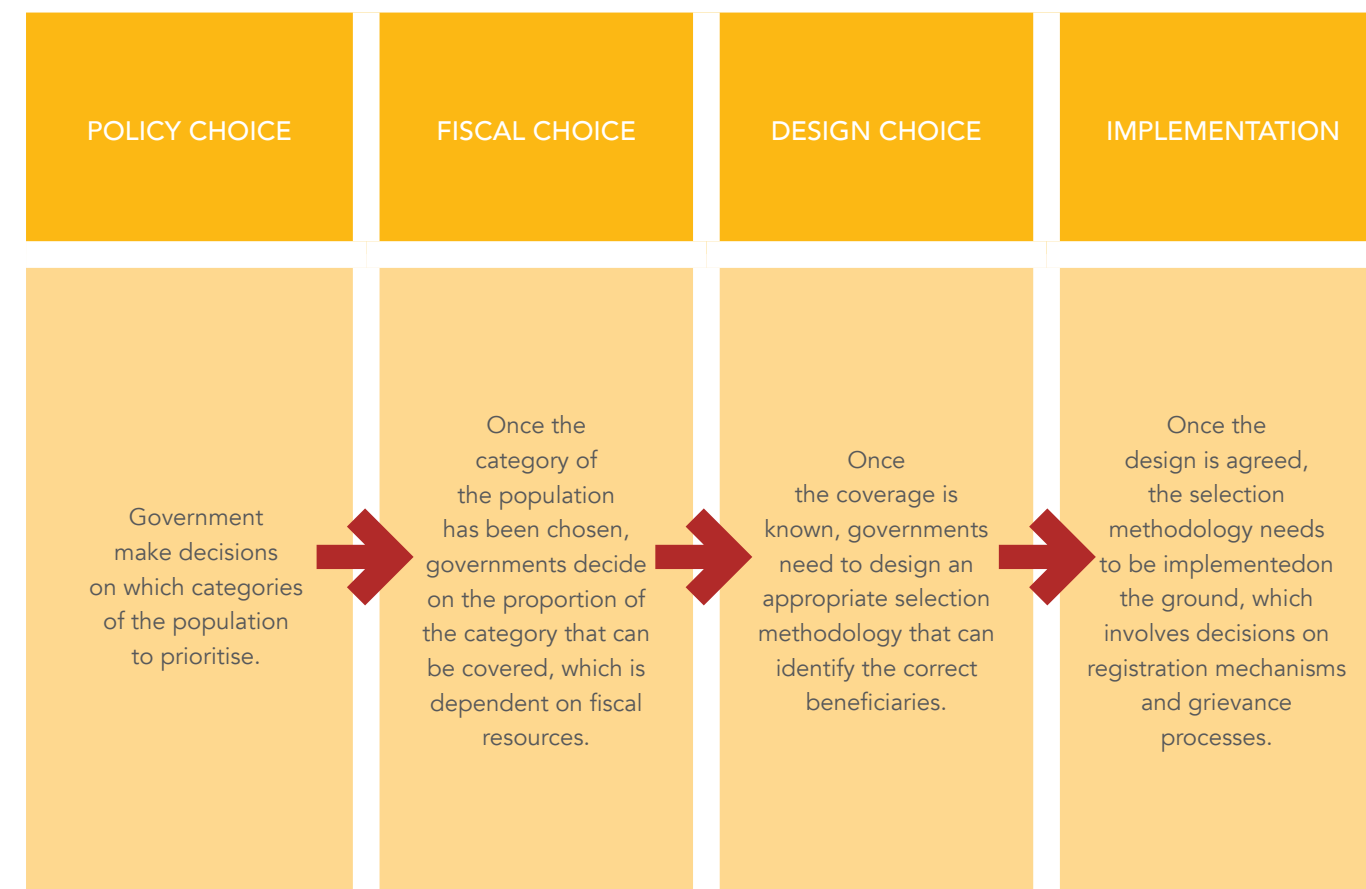 POLICY CHOICE
FISCAL CHOICE
DESIGN CHOICE
IMPLEMENTATION
Government
make decisions
on which categories
of the population
to prioritise.
Once the
category of
the population
has been chosen,
governments decide
on the proportion of
the category that can
be covered, which is
dependent on fiscal
resources.
Once
the coverage is
known, governments
need to design an
appropriate selection
methodology that can
identify the correct
beneficiaries.
Once the
design is agreed,
the selection
methodology needs
to be implementedon
the ground, which
involves decisions on
registration mechanisms
and grievance
processes.